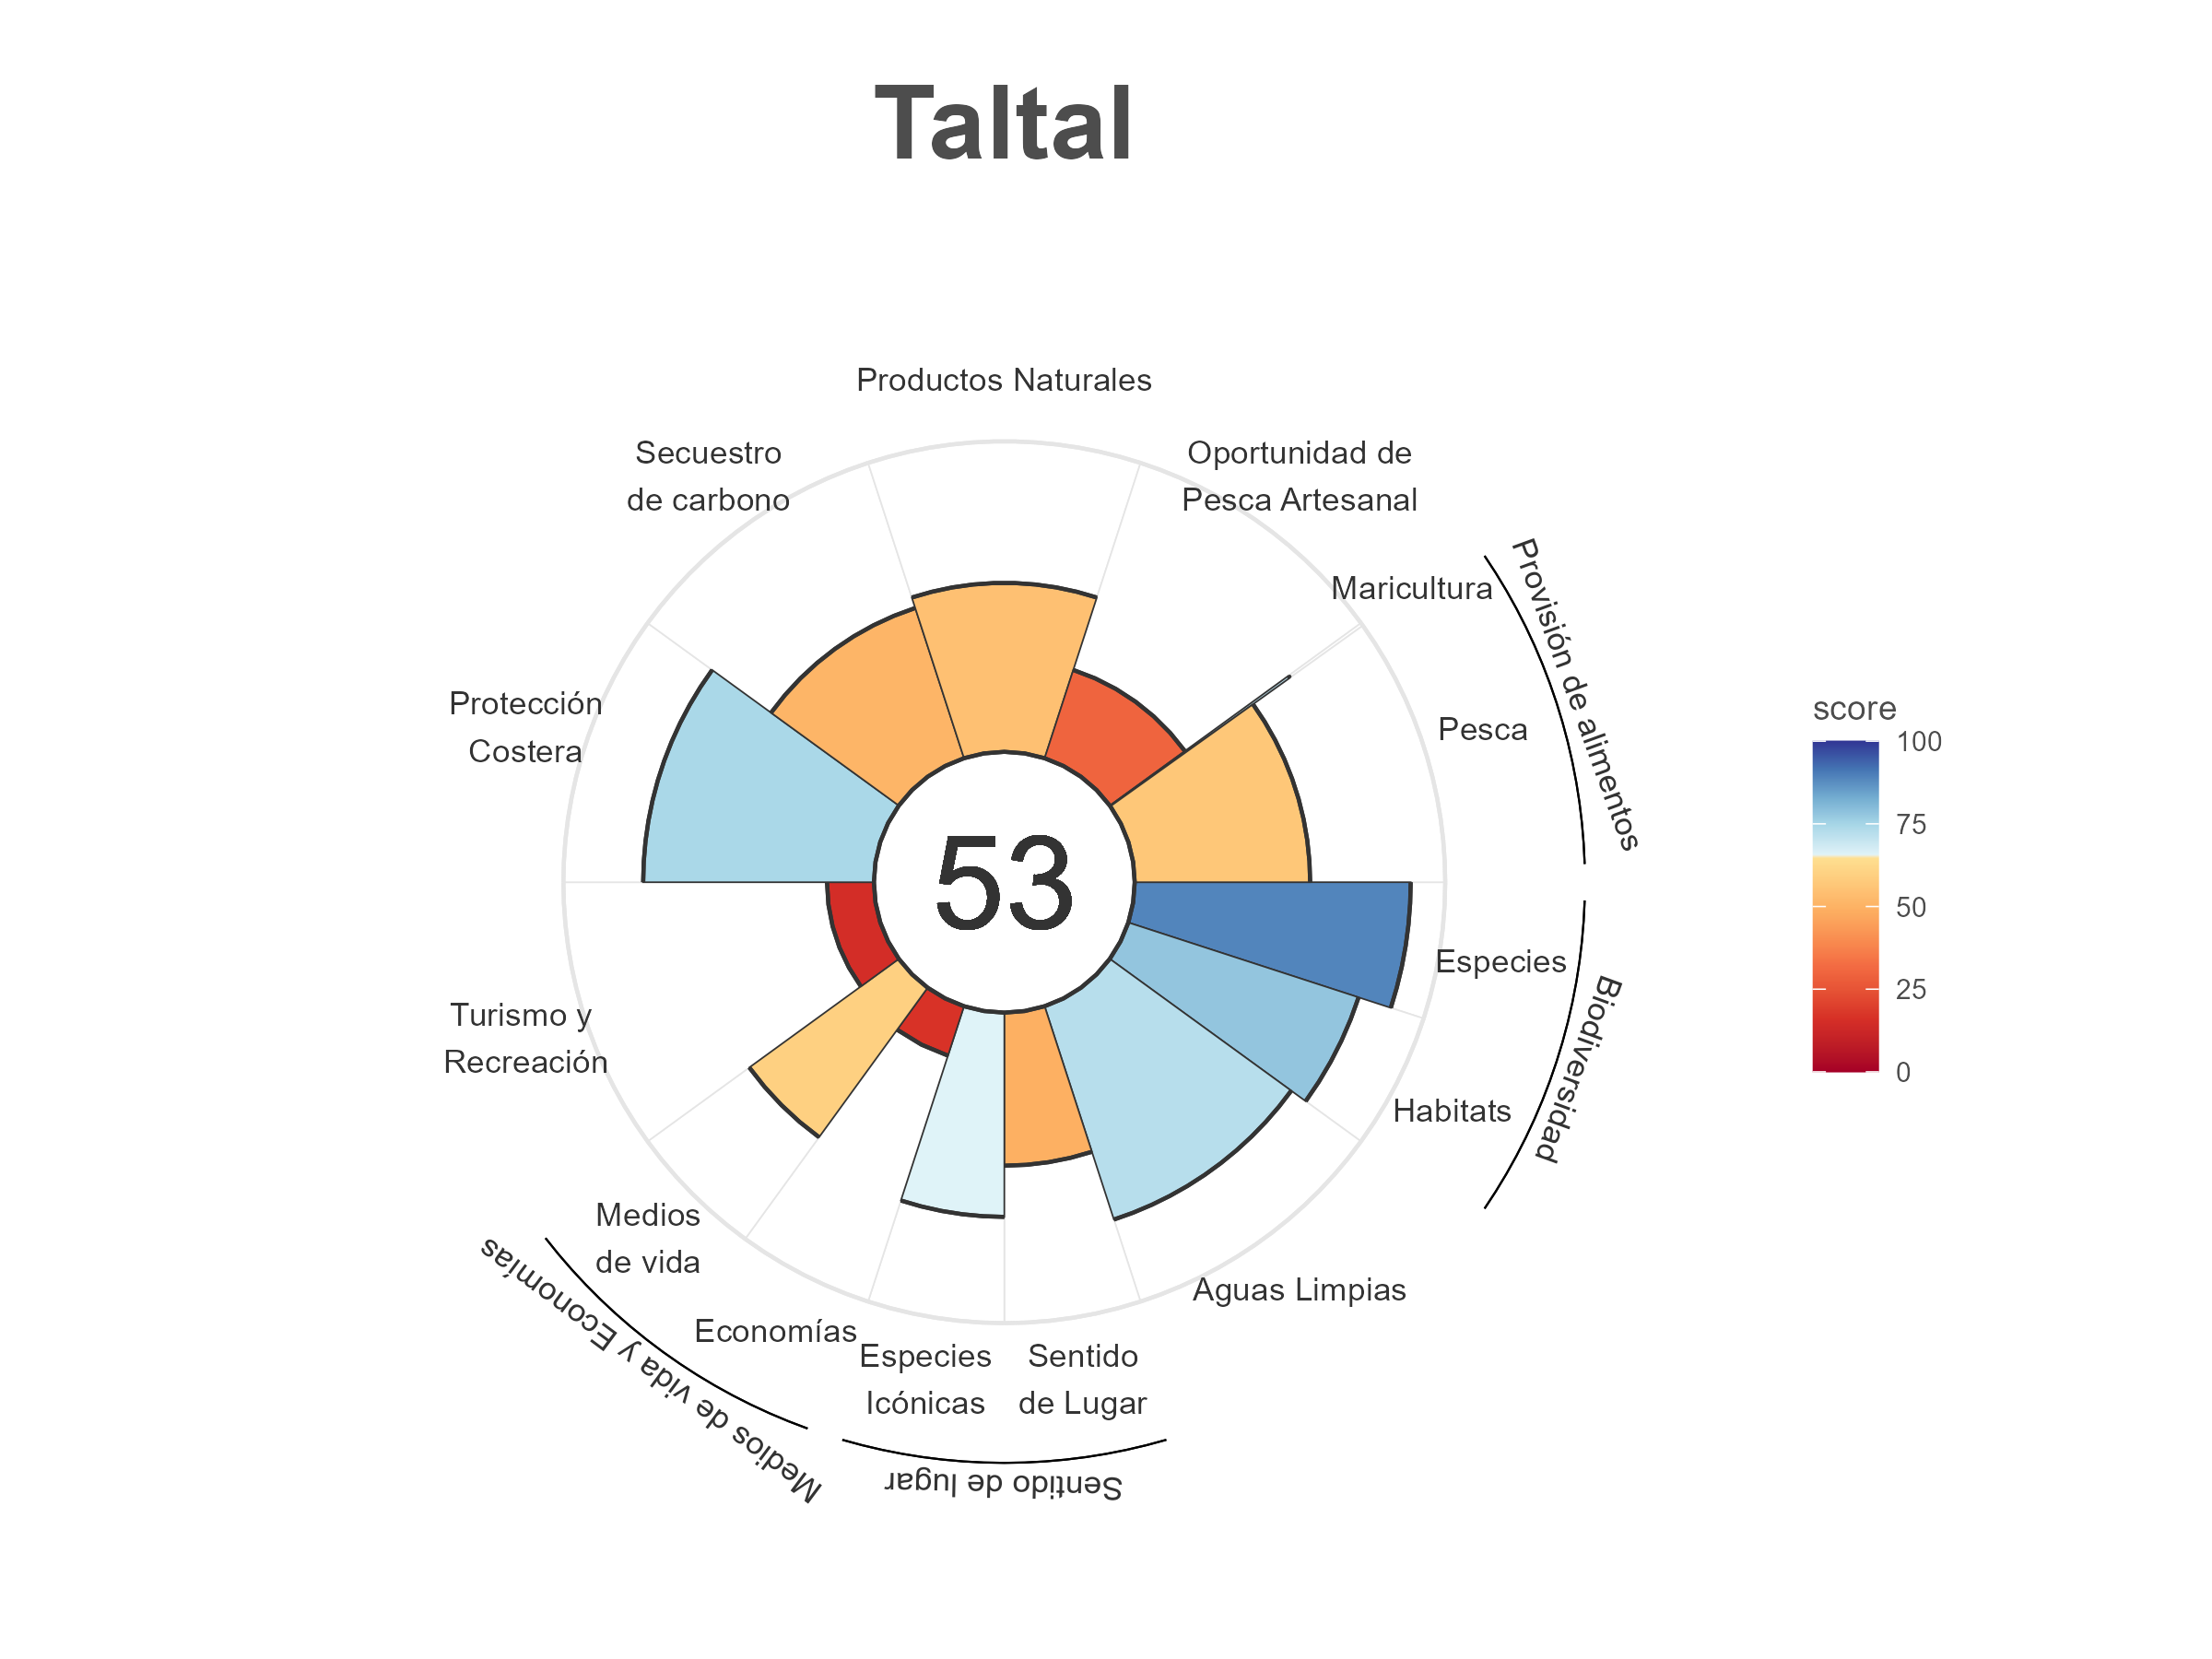 Taltal
Productos Naturales
Secuestro
de carbono
Oportunidad de
Pesca Artesanal
Maricultura
Provisión de alimentos
Protección
Costera
Pesca
score
100
75
50
25
0
53
Especies
Biodiversidad
Turismo y
Recreación
Habitats
Medios
de vida
Aguas Limpias
Economías
Medios de vida y Economías
Especies
Icónicas
Sentido
de Lugar
Sentido de lugar